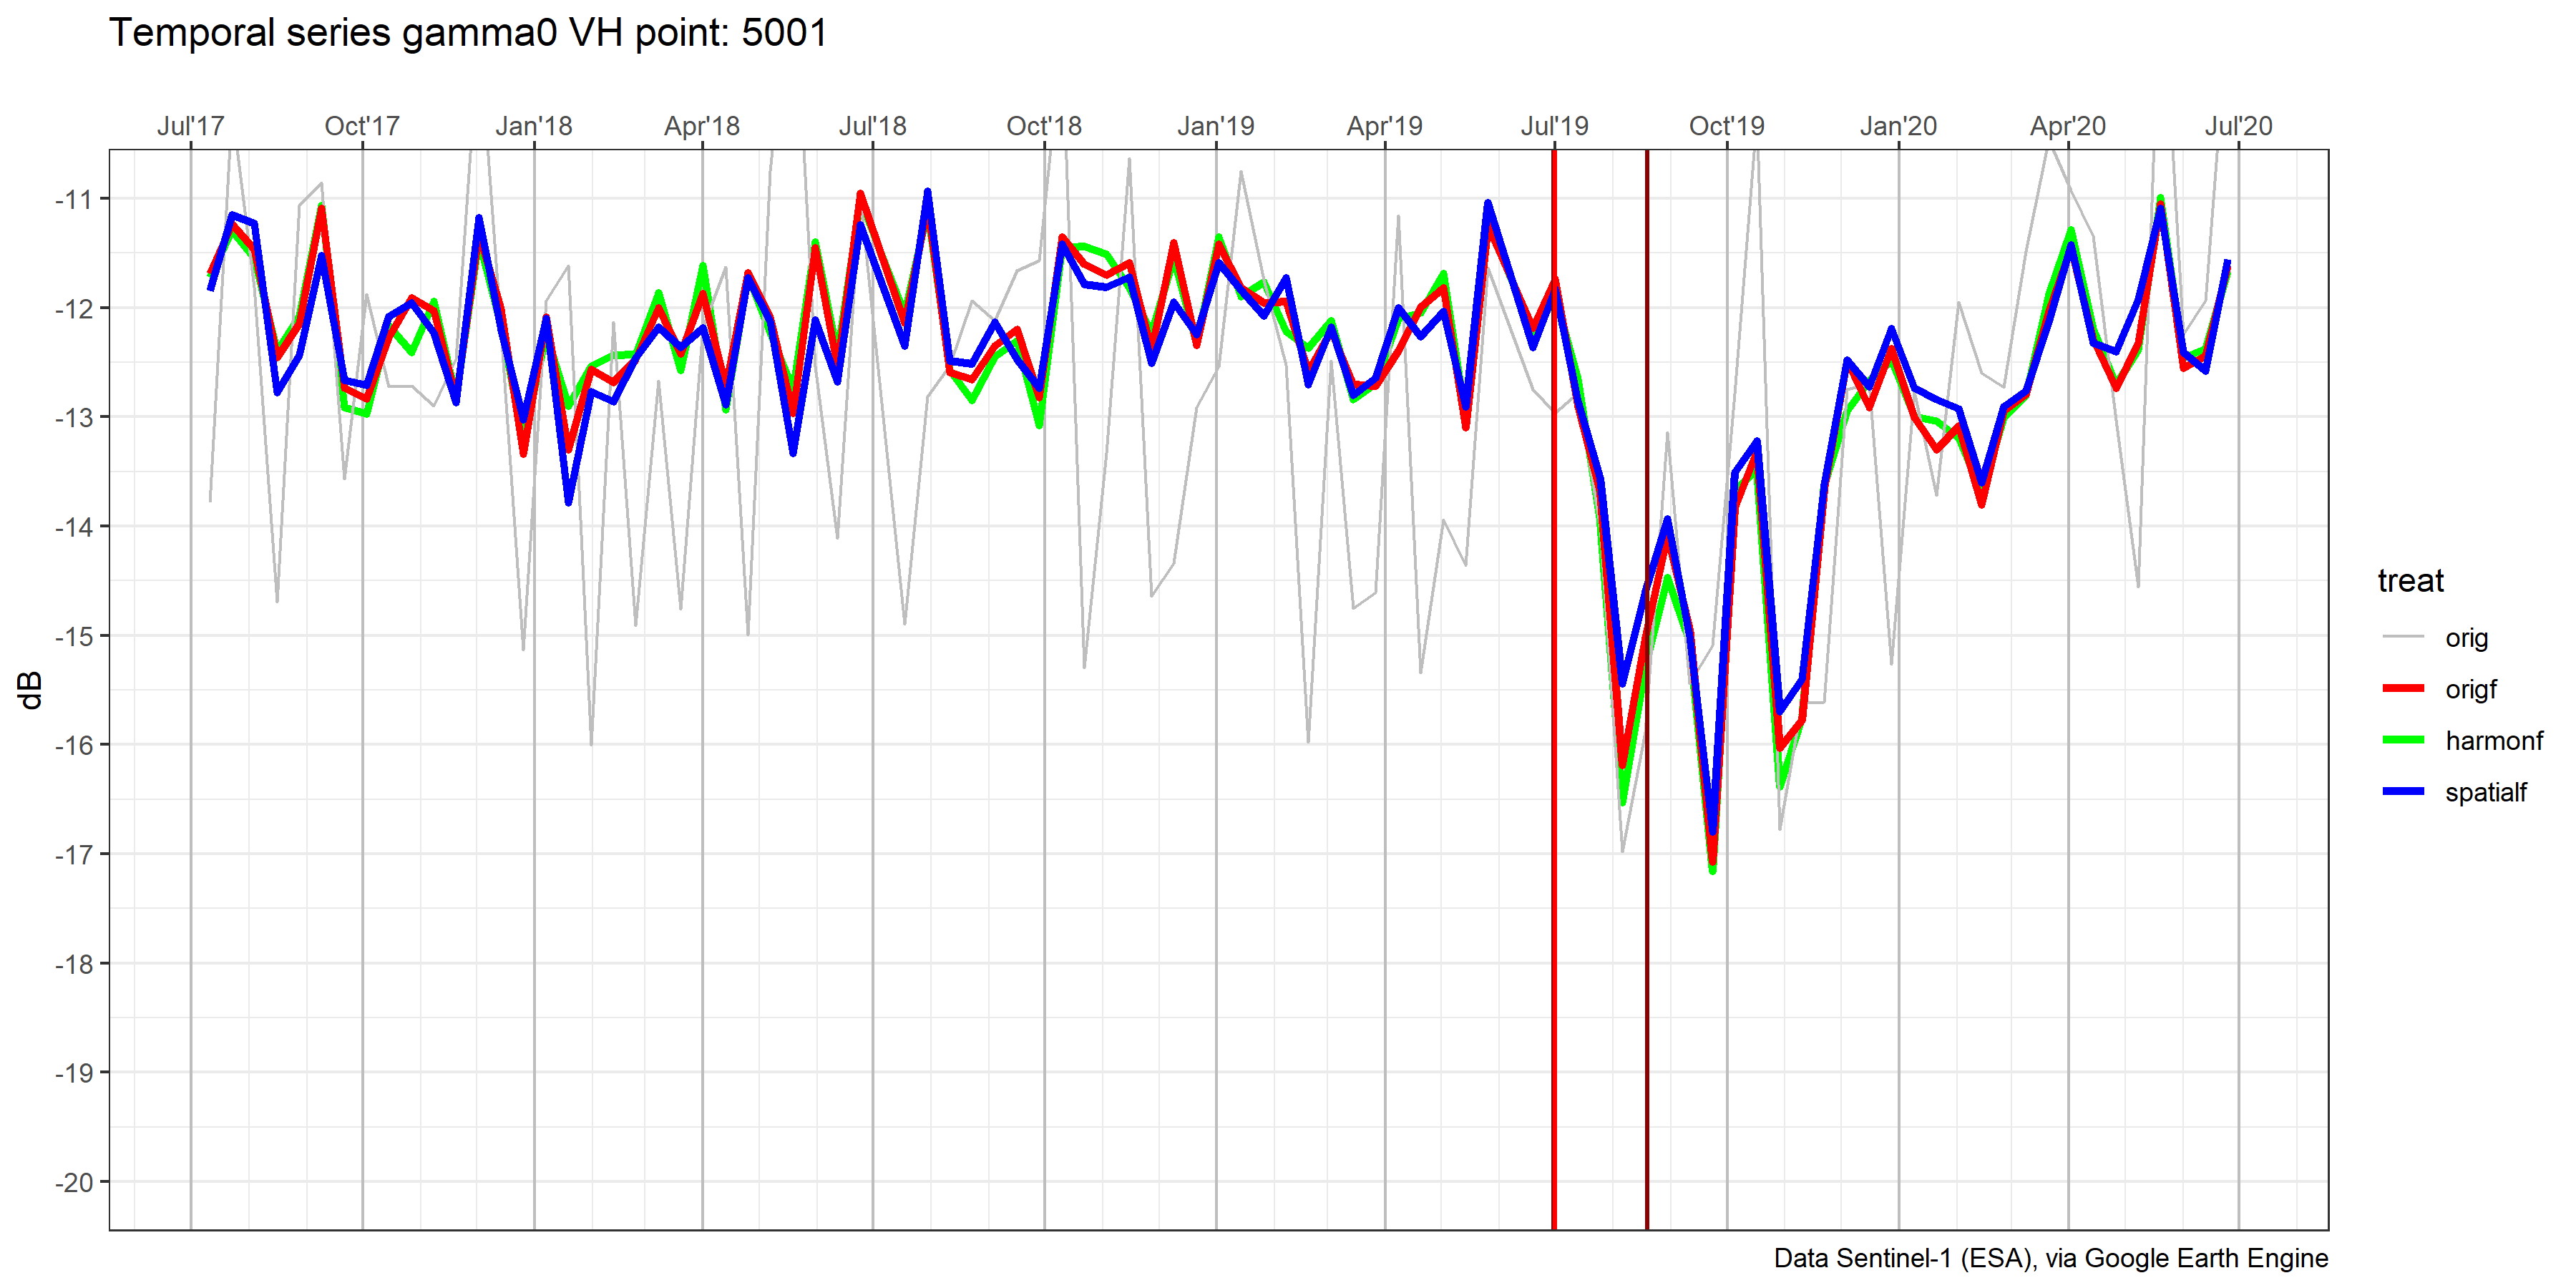 Temporal series gamma0 VH point: 5001
Jul'17 Oct'17 Jan'18 Apr'18 Jul'18 Oct'18 Jan'19 Apr'19 Jul'19 Oct'19 Jan'20 Apr'20 Jul'20
-11
-12
-13
-14
-15
-16
-17
-18
-19
-20
dB
treat
orig
origf
harmonf
spatialf
Data Sentinel-1 (ESA), via Google Earth Engine